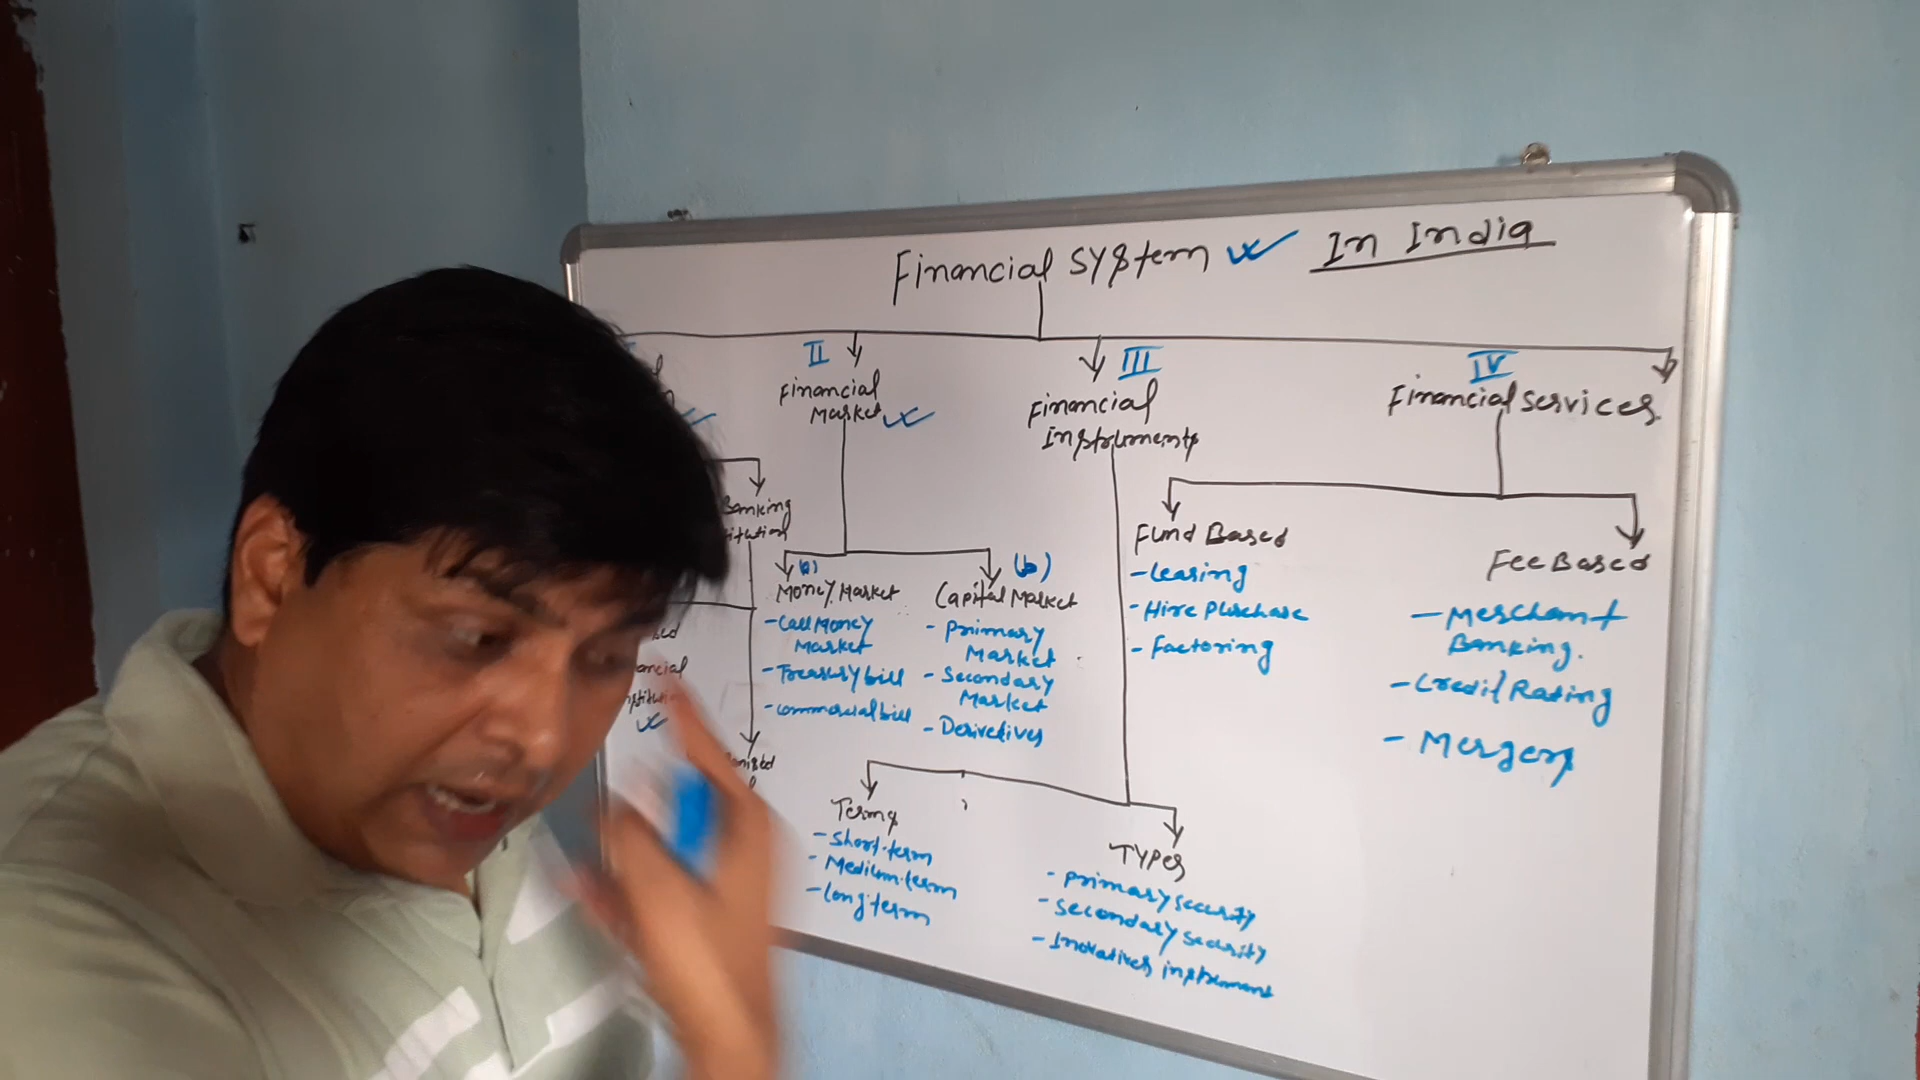 Financial System In India
II
Financial
Market
III
Financial
Instruments
IV
Financial Services.
Banking
(a)
Money Market
- Call Money
Market
- Treasury bill
- commercial bill
(b)
Capital Market
- Primary
Market
- Secondary
Market
- Derivetives
Terms
- Short-term
- Medium-term
- long term
TYPes
- primary security
- secondary security
- Inovatives instrument
Fund Based
- Leasing
- Hire Purchase
- Factoring
Fee Based
- Merchant
Banking.
- Credit Rating
- Mergers